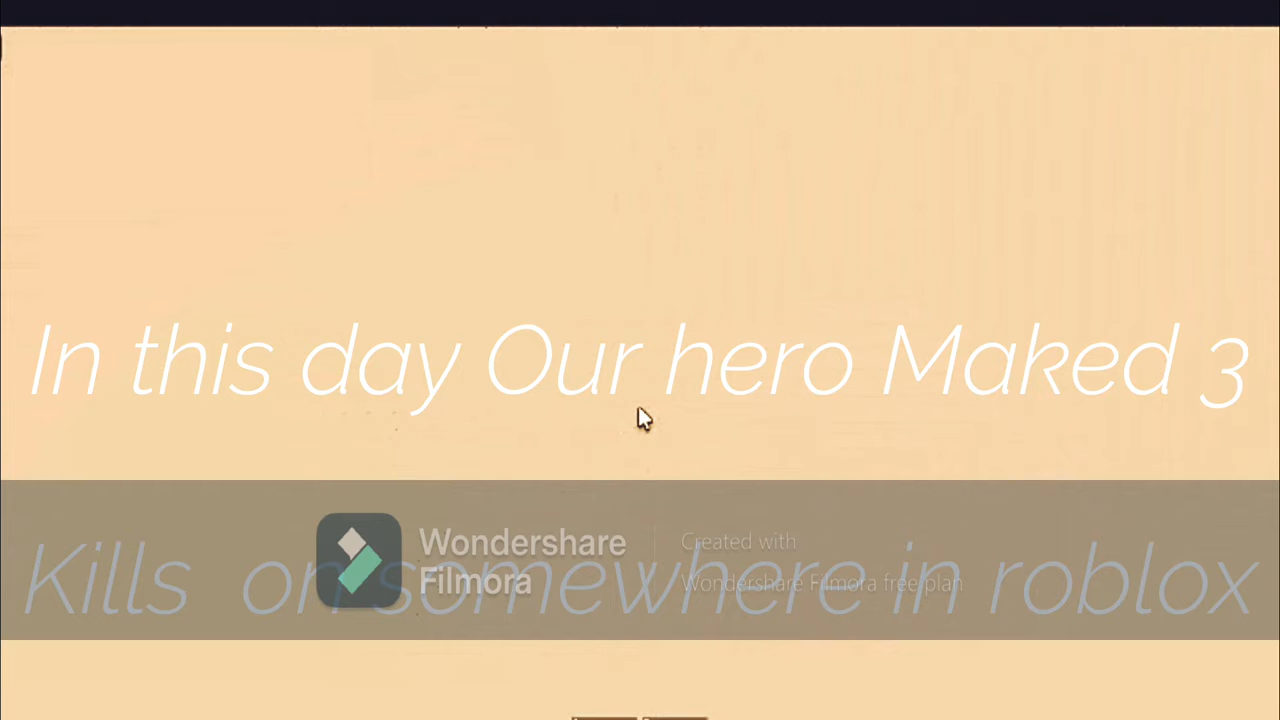 In this day Our hero Maked 3
Wondershare
Filmora
Created with
Wondershare Filmora free plan
Kills on somewhere in roblox